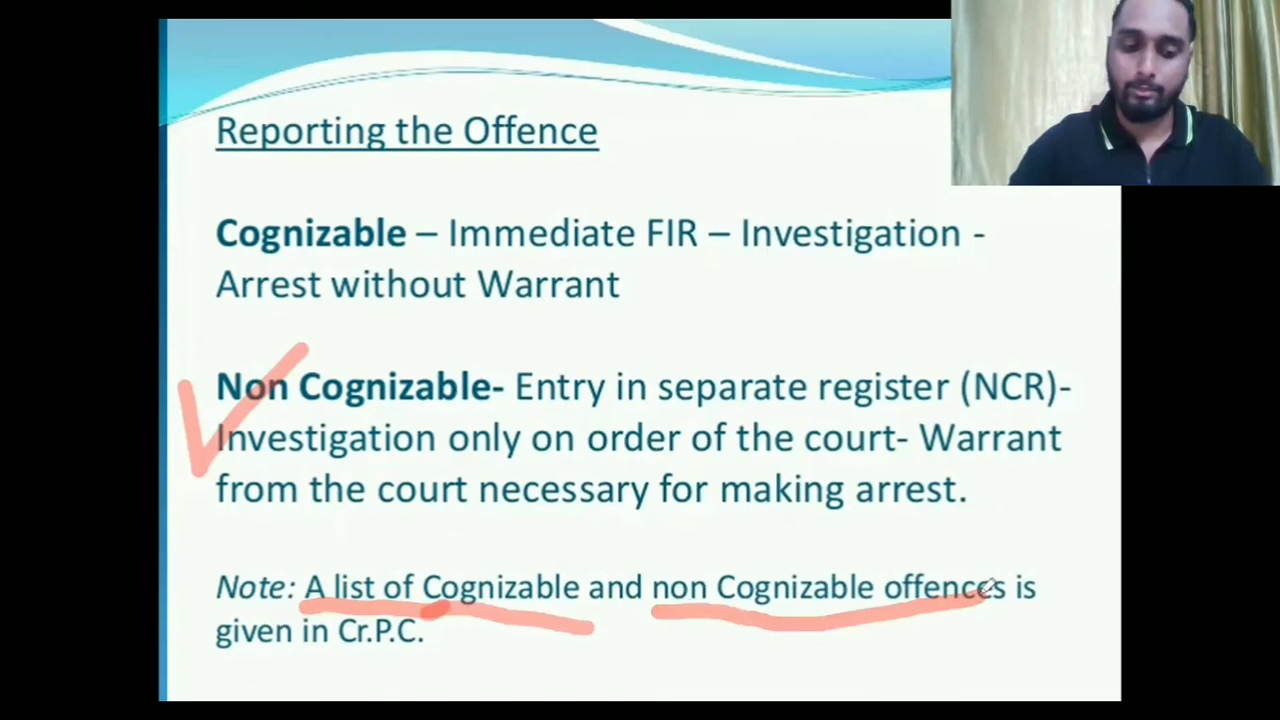 Reporting the Offence
Cognizable – Immediate FIR – Investigation -
Arrest without Warrant
Non Cognizable- Entry in separate register (NCR)-
Investigation only on order of the court- Warrant
from the court necessary for making arrest.
Note: A list of Cognizable and non Cognizable offences is
given in Cr.P.C.